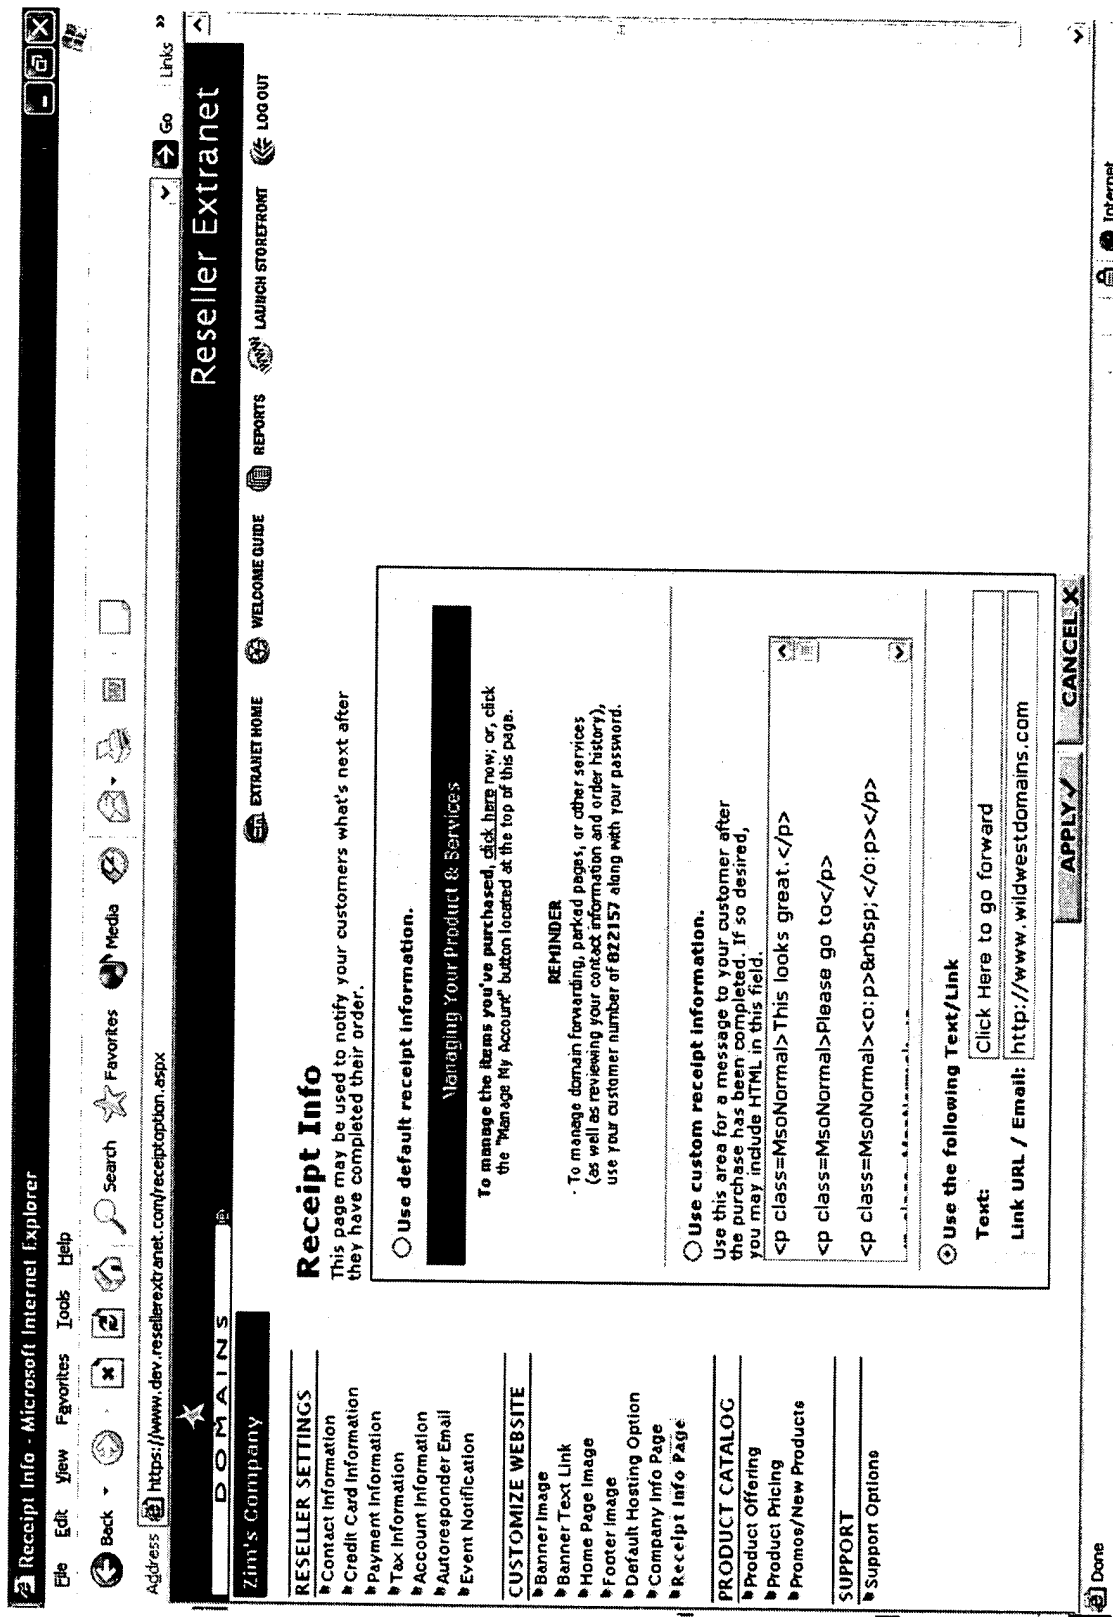 Receipt Info - Microsoft Internet Explorer
File Edit View Favorites Tools Help
Back Search Favorites Media
Address https://www.dev.resellerextranet.com/receiptoption.aspx Go Links »
DOMAINS
Reseller Extranet
Zim's Company
EXTRANET HOME WELCOME GUIDE REPORTS LAUNCH STOREFRONT LOG OUT
RESELLER SETTINGS
Contact Information
Credit Card Information
Payment Information
Tax Information
Account Information
Autoresponder Email
Event Notification
CUSTOMIZE WEBSITE
Banner Image
Banner Text Link
Home Page Image
Footer Image
Default Hosting Option
Company Info Page
Receipt Info Page
PRODUCT CATALOG
Product Offering
Product Pricing
Promos/New Products
SUPPORT
Support Options
Receipt Info
This page may be used to notify your customers what's next after
they have completed their order.
Use default receipt information.
Managing Your Product & Services
To manage the items you've purchased, click here now; or, click
the "Manage My Account" button located at the top of this page.
REMINDER
· To manage domain forwarding, parked pages, or other services
(as well as reviewing your contact information and order history),
use your customer number of 822157 along with your password.
Use custom receipt information.
Use this area for a message to your customer after
the purchase has been completed. If so desired,
you may include HTML in this field.
<p class=MsoNormal>This looks great.</p>
<p class=MsoNormal>Please go to</p>
<p class=MsoNormal><o:p>&nbsp;</o:p></p>
Use the following Text/Link
Text: Click Here to go forward
Link URL / Email: http://www.wildwestdomains.com
APPLY CANCEL X
Done Internet